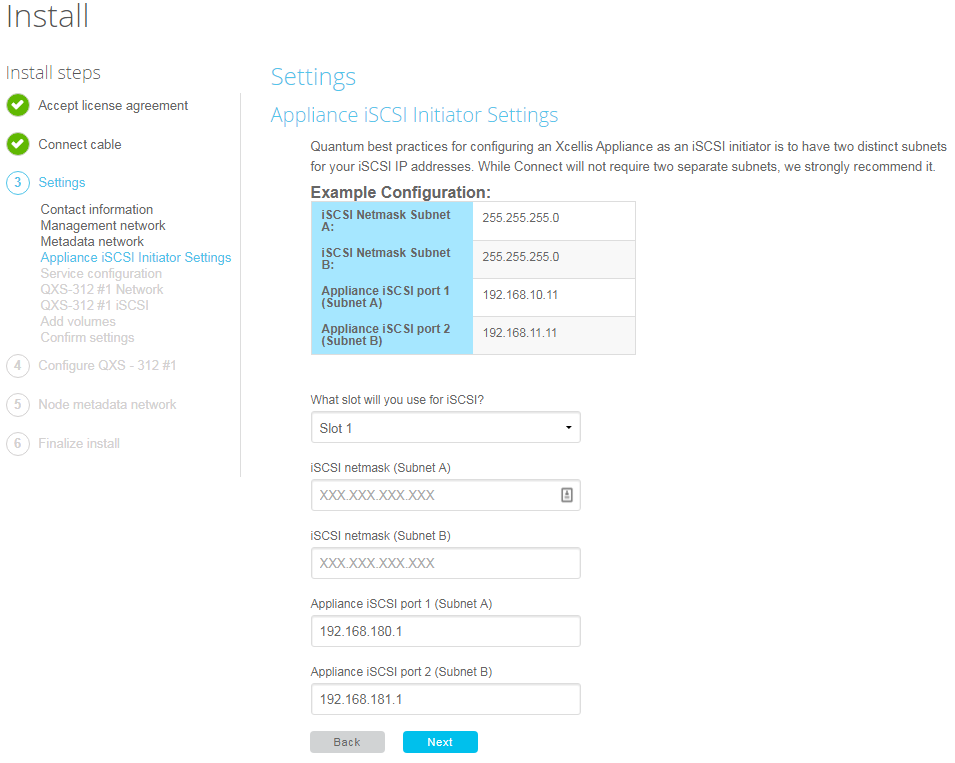 Install
Install steps
Accept license agreement
Connect cable
3 Settings
Contact information
Management network
Metadata network
Appliance iSCSI Initiator Settings
Service configuration
QXS-312 #1 Network
QXS-312 #1 iSCSI
Add volumes
Confirm settings
4 Configure QXS - 312 #1
5 Node metadata network
6 Finalize install
Settings
Appliance iSCSI Initiator Settings
Quantum best practices for configuring an Xcellis Appliance as an iSCSI initiator is to have two distinct subnets
for your iSCSI IP addresses. While Connect will not require two separate subnets, we strongly recommend it.
Example Configuration:
iSCSI Netmask Subnet
A:
255.255.255.0
iSCSI Netmask Subnet
B:
255.255.255.0
Appliance iSCSI port 1
(Subnet A)
192.168.10.11
Appliance iSCSI port 2
(Subnet B)
192.168.11.11
What slot will you use for iSCSI?
Slot 1
iSCSI netmask (Subnet A)
XXX.XXX.XXX.XXX
iSCSI netmask (Subnet B)
XXX.XXX.XXX.XXX
Appliance iSCSI port 1 (Subnet A)
192.168.180.1
Appliance iSCSI port 2 (Subnet B)
192.168.181.1
Back
Next